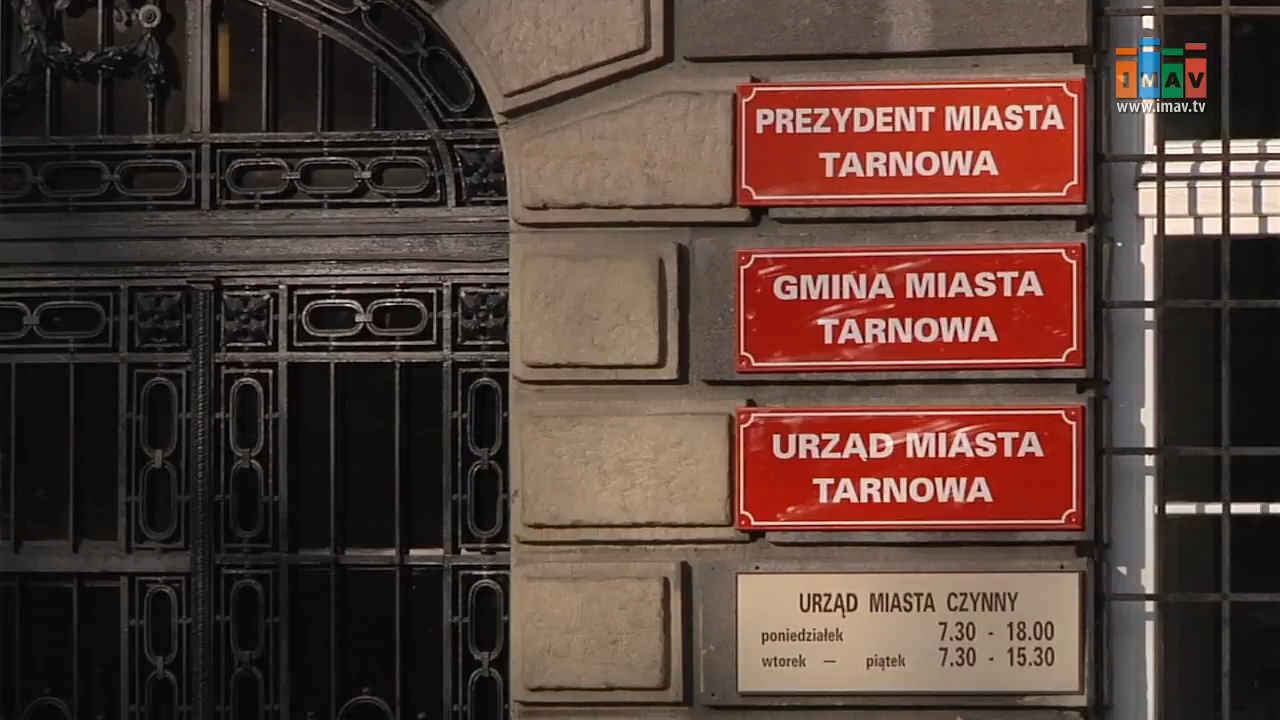 IMAV
www.imav.tv
PREZYDENT MIASTA
TARNOWA
GMINA MIASTA
TARNOWA
URZĄD MIASTA
TARNOWA
URZĄD MIASTA CZYNNY
poniedziałek 7.30 - 18.00
wtorek — piątek 7.30 - 15.30